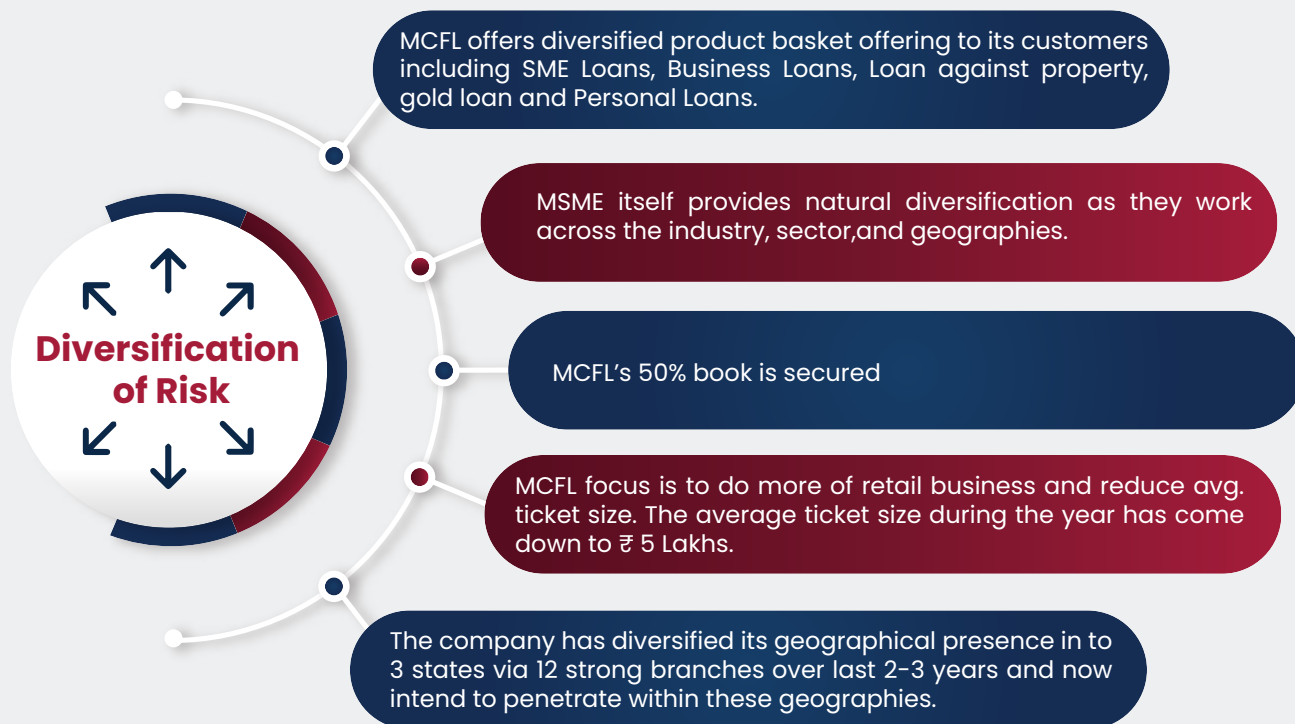 MCFL offers diversified product basket offering to its customers
including SME Loans, Business Loans, Loan against property,
gold loan and Personal Loans.
MSME itself provides natural diversification as they work
across the industry, sector,and geographies.
Diversification
of Risk
MCFL’s 50% book is secured
MCFL focus is to do more of retail business and reduce avg.
ticket size. The average ticket size during the year has come
down to ₹ 5 Lakhs.
The company has diversified its geographical presence in to
3 states via 12 strong branches over last 2-3 years and now
intend to penetrate within these geographies.